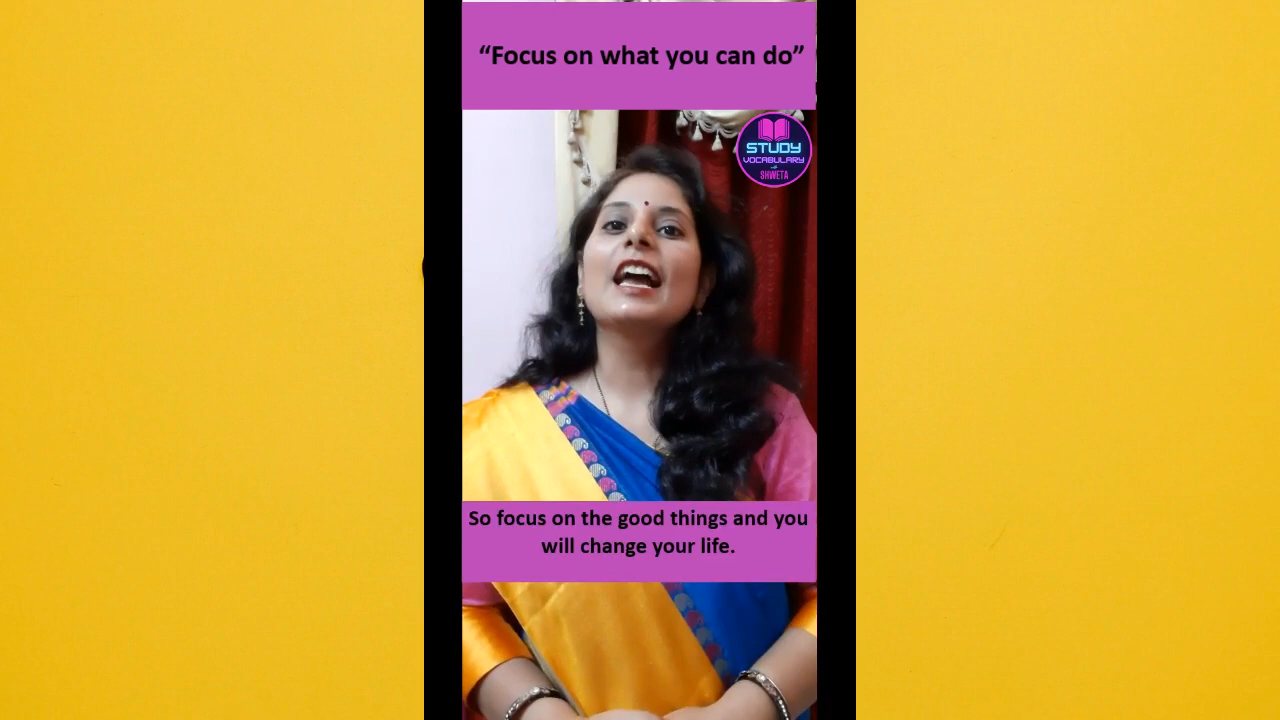 “Focus on what you can do”
STUDY
VOCABULARY
SHWETA
So focus on the good things and you
will change your life.